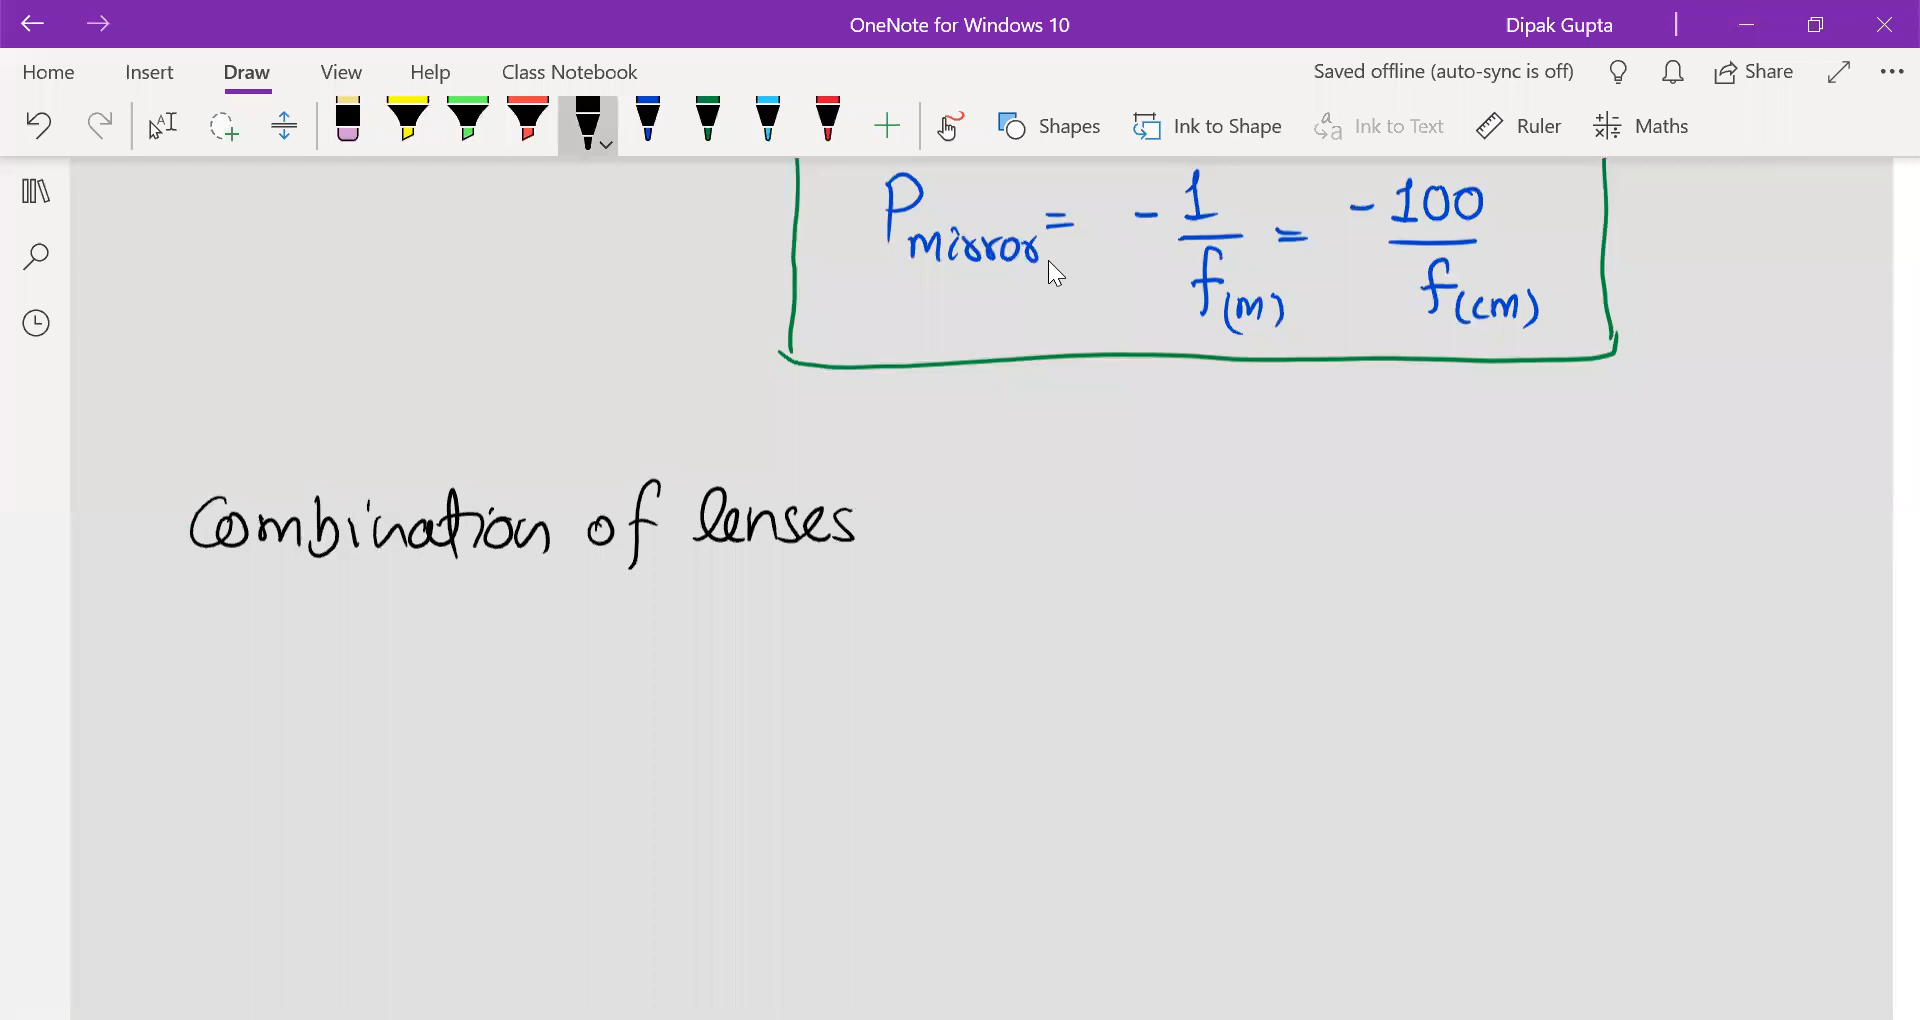 OneNote for Windows 10
Dipak Gupta
Home Insert Draw View Help Class Notebook
Saved offline (auto-sync is off) Share
Shapes Ink to Shape Ink to Text Ruler Maths
P mirror = - 1/f(m) = - 100/f(cm)
Combination of lenses